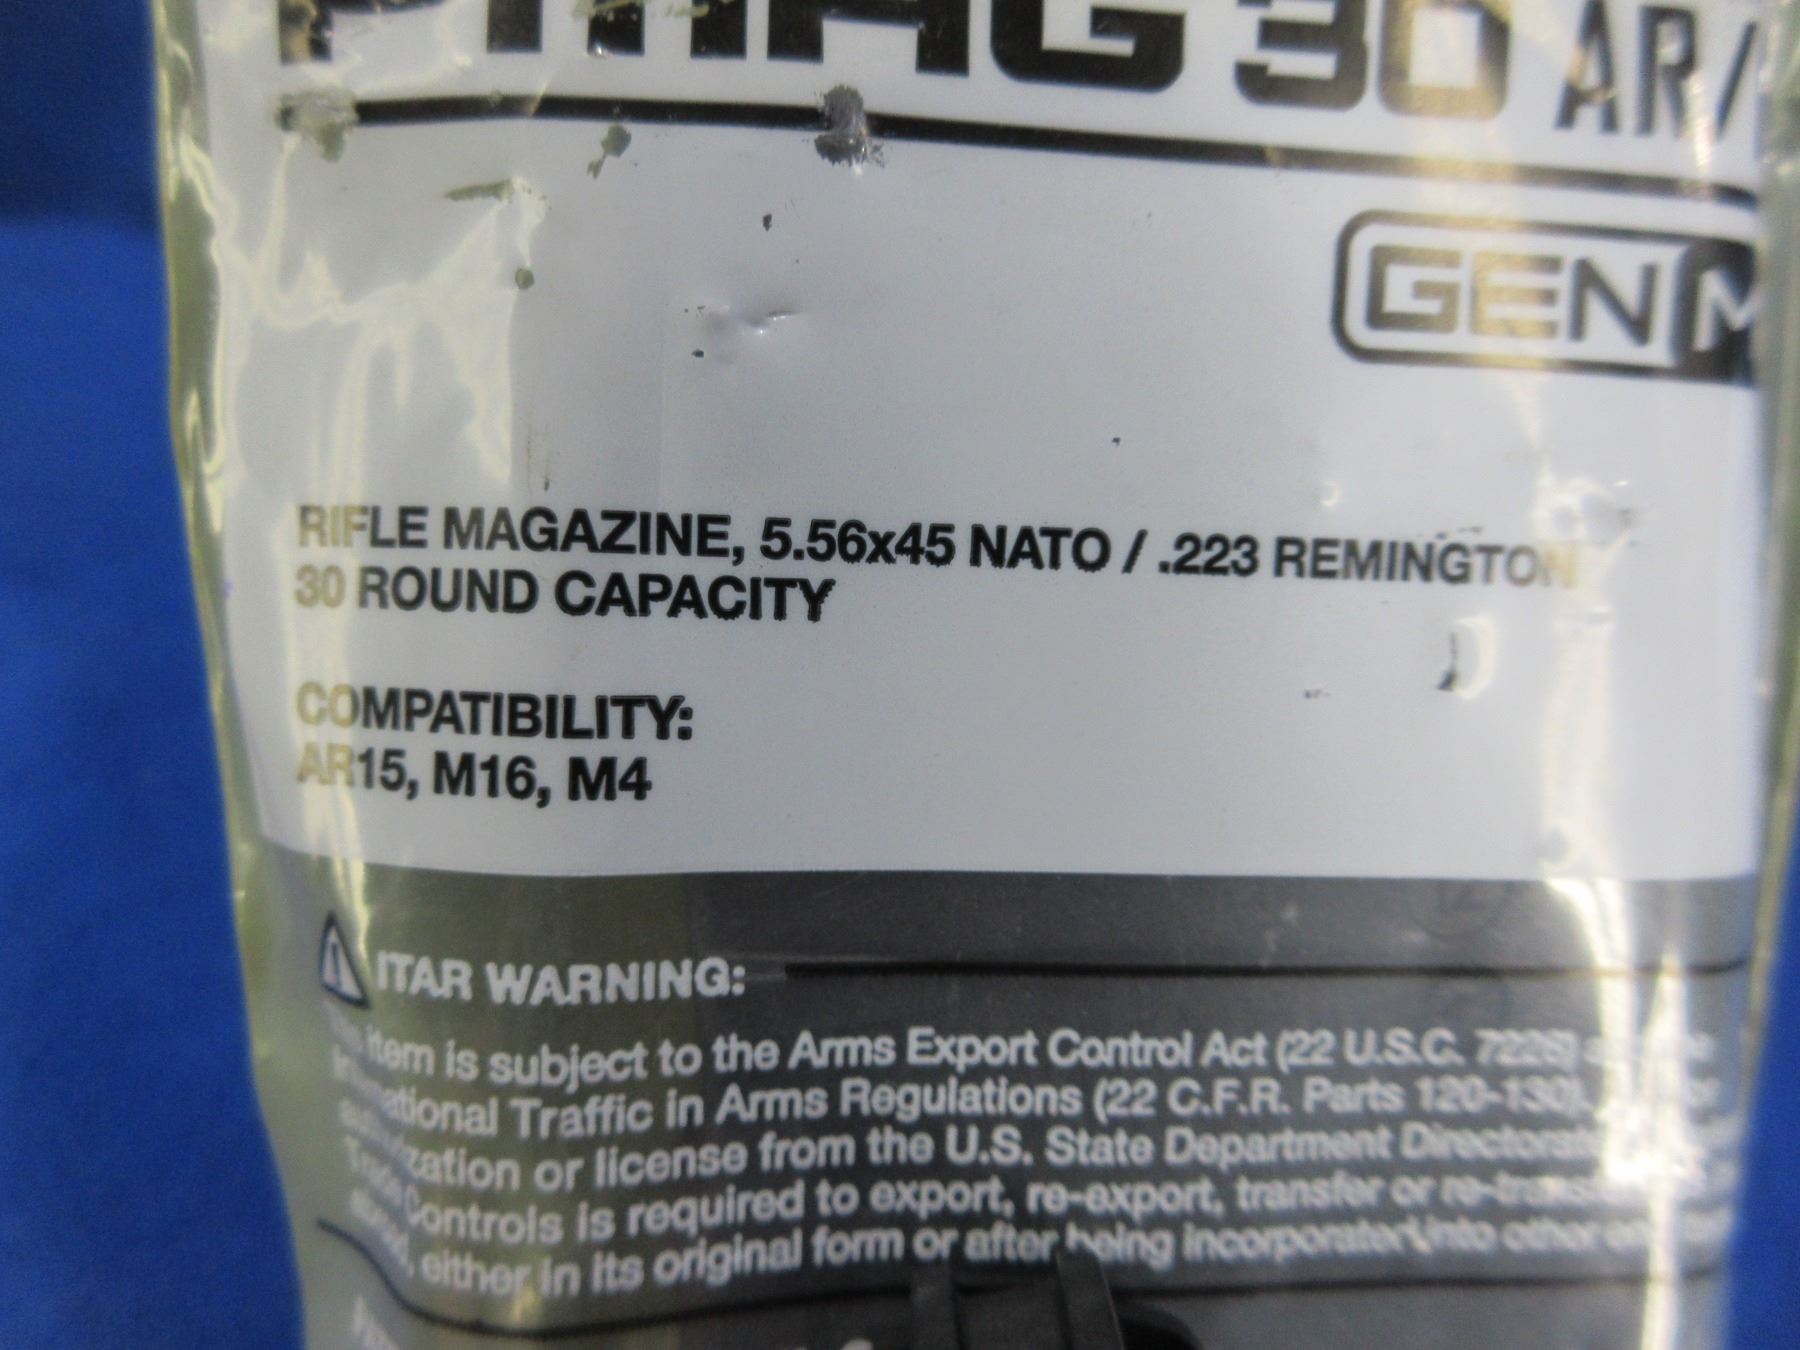 PMAG 30 AR/
GEN M
RIFLE MAGAZINE, 5.56x45 NATO / .223 REMINGTON
30 ROUND CAPACITY
COMPATIBILITY:
AR15, M16, M4
ITAR WARNING:
item is subject to the Arms Export Control Act (22 U.S.C.
Traffic in Arms Regulations (22 C.F.R. Parts 120-130),
or license from the U.S. State Department
Controls is required to export, re-export, transfer or
either in its original form or after being incorporated into other